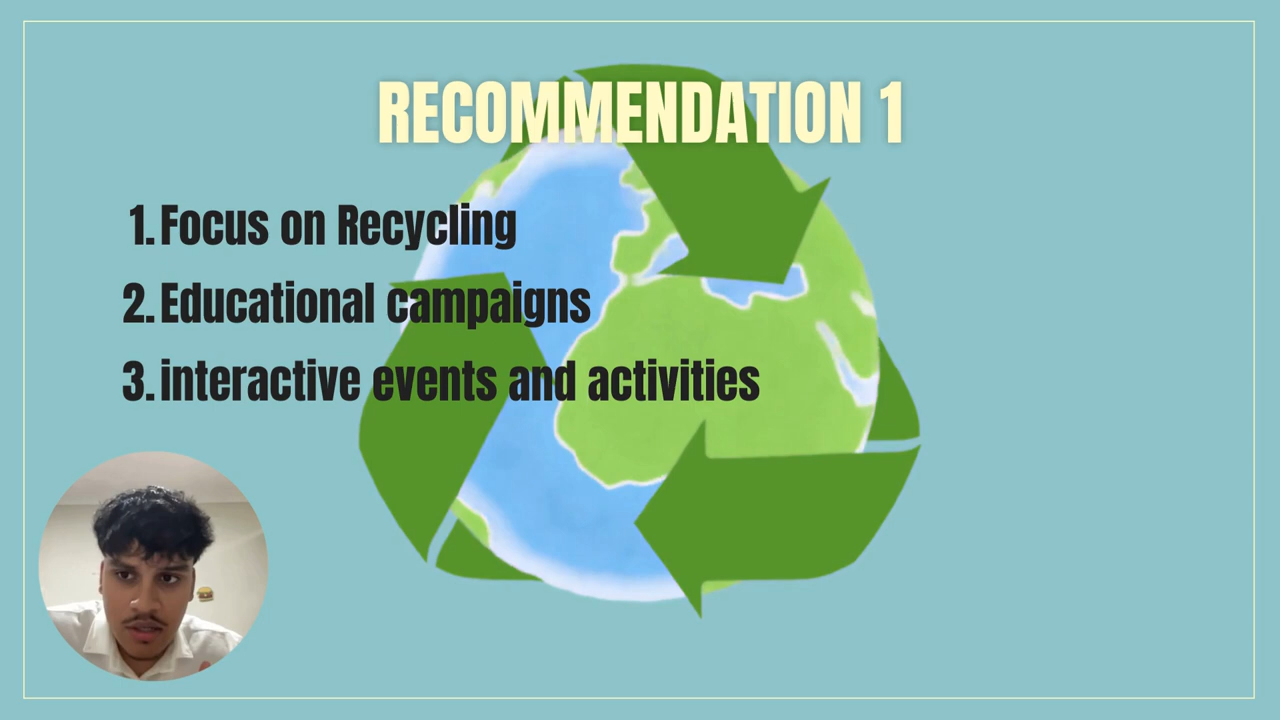 RECOMMENDATION 1
1. Focus on Recycling
2. Educational campaigns
3. interactive events and activities